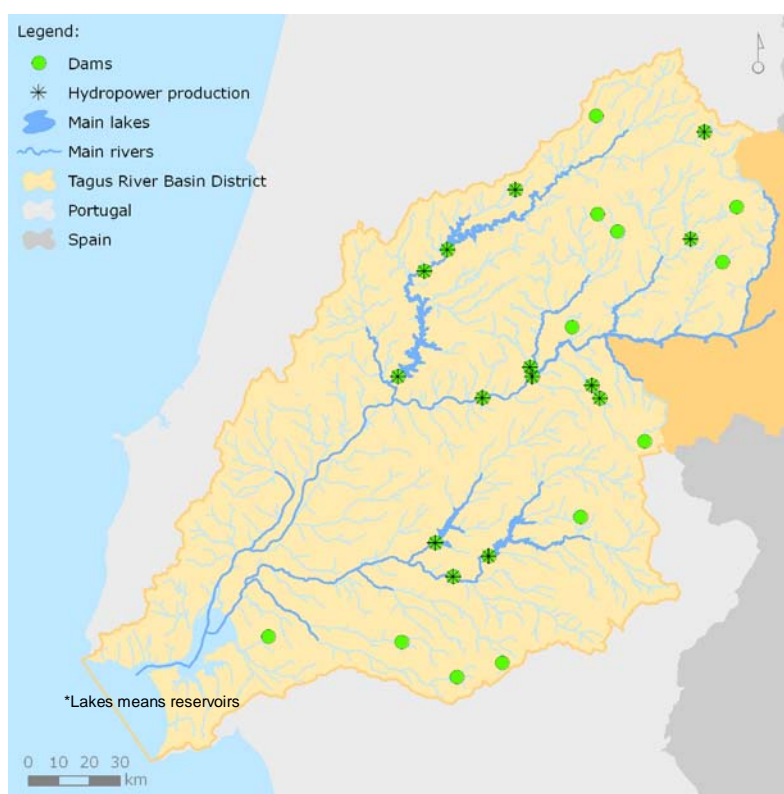 Legend:
Dams
Hydropower production
Main lakes
Main rivers
Tagus River Basin District
Portugal
Spain
*Lakes means reservoirs
0 10 20 30
km